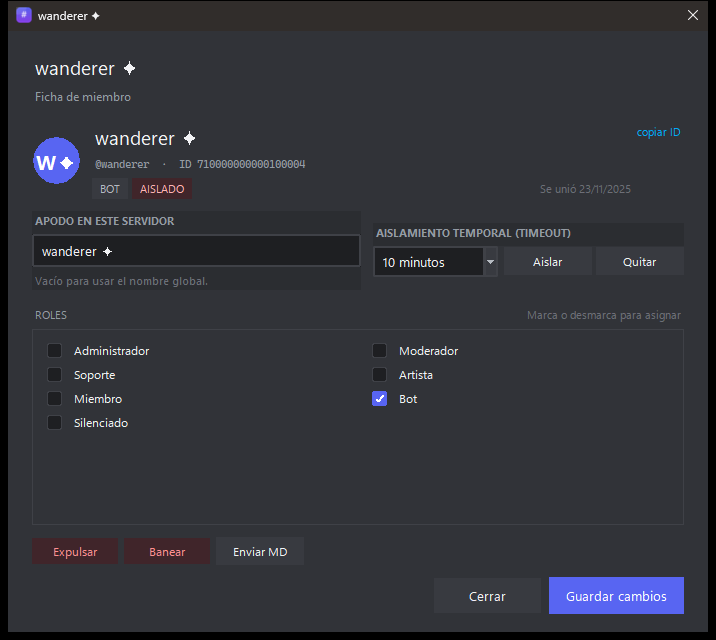 # wanderer ✦
wanderer ✦
Ficha de miembro
W✦
wanderer ✦
copiar ID
@wanderer · ID 710000000000100004
BOT AISLADO
Se unió 23/11/2025
APODO EN ESTE SERVIDOR
wanderer ✦
Vacío para usar el nombre global.
AISLAMIENTO TEMPORAL (TIMEOUT)
10 minutos Aislar Quitar
ROLES Marca o desmarca para asignar
Administrador Moderador
Soporte Artista
Miembro Bot
Silenciado
Expulsar Banear Enviar MD
Cerrar Guardar cambios